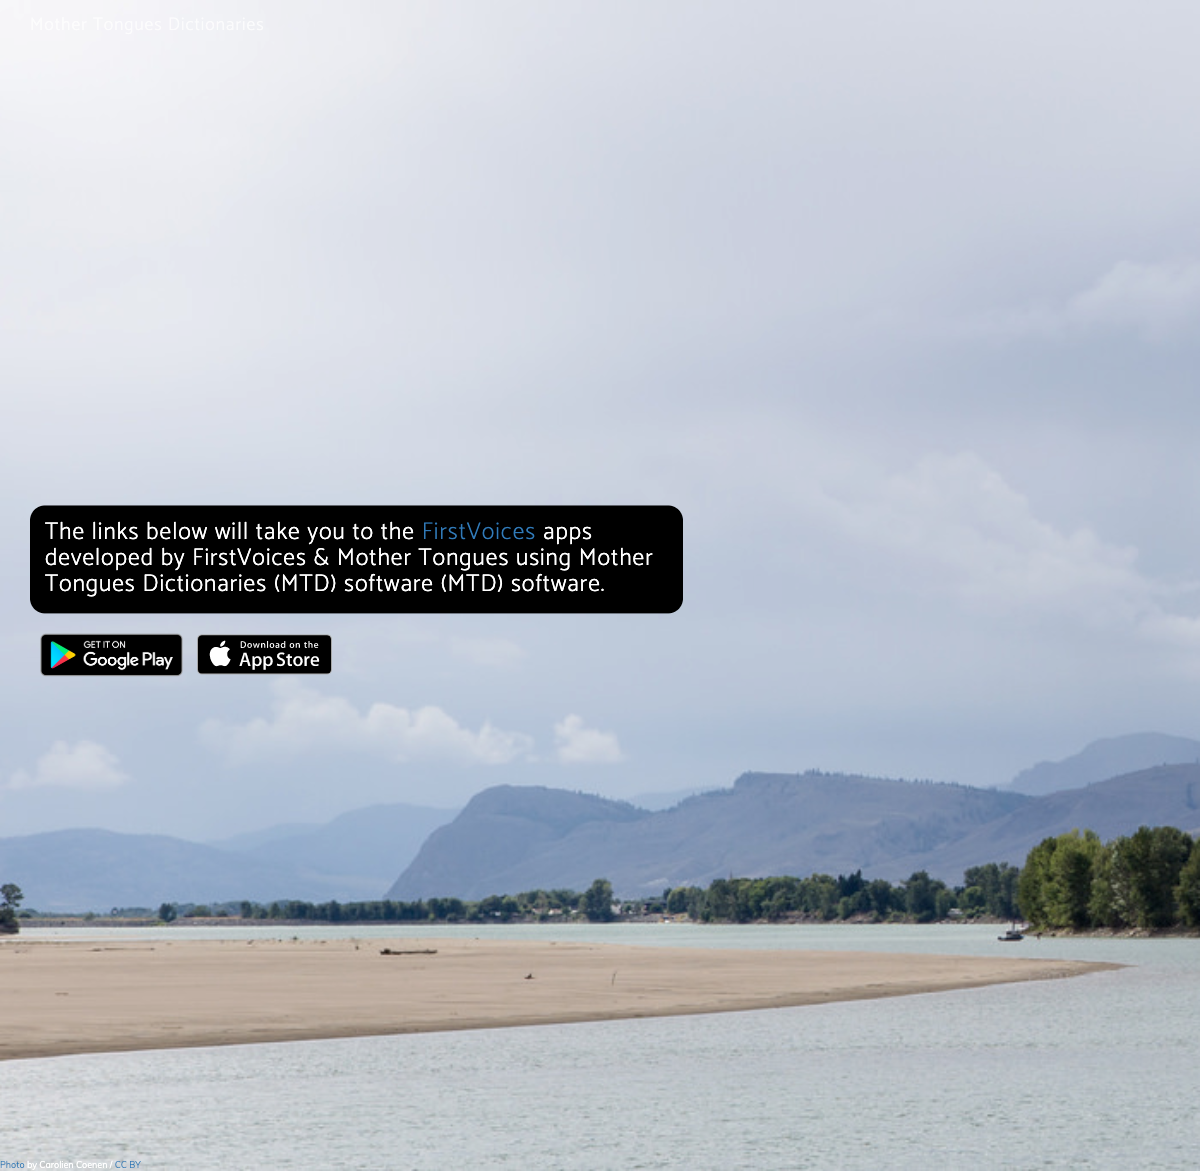 Mother Tongues Dictionaries
The links below will take you to the FirstVoices apps
developed by FirstVoices & Mother Tongues using Mother
Tongues Dictionaries (MTD) software (MTD) software.
GET IT ON
Google Play
Download on the
App Store
Photo by Carolien Coenen / CC BY